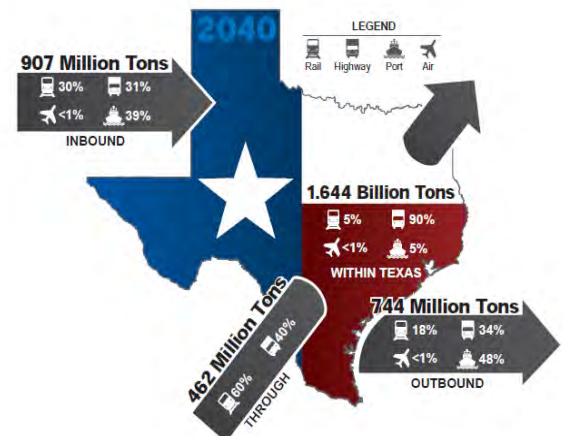 2040
LEGEND
Rail Highway Port Air
907 Million Tons
30% 31%
<1% 39%
INBOUND
1.644 Billion Tons
5% 90%
<1% 5%
WITHIN TEXAS
744 Million Tons
18% 34%
<1% 48%
OUTBOUND
462 Million Tons
60% 40%
THROUGH